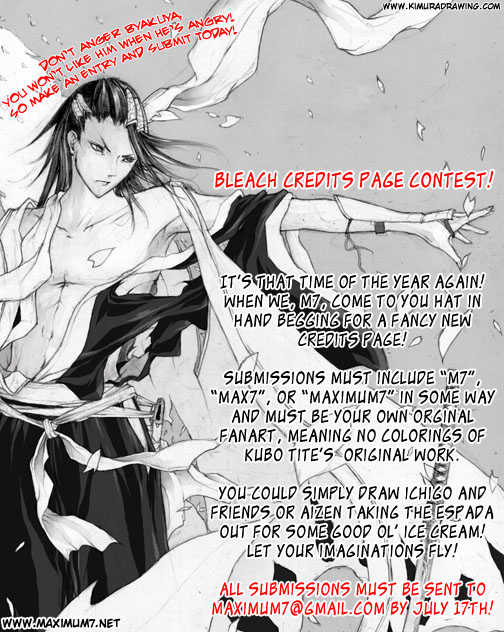 WWW.KIMURADRAWING.COM
DON'T ANGER BYAKUYA,
YOU WON'T LIKE HIM WHEN HE'S ANGRY!
SO MAKE AN ENTRY AND SUBMIT TODAY!
BLEACH CREDITS PAGE CONTEST!
IT'S THAT TIME OF THE YEAR AGAIN!
WHEN WE, M7, COME TO YOU HAT IN
HAND BEGGING FOR A FANCY NEW
CREDITS PAGE!
SUBMISSIONS MUST INCLUDE "M7",
"MAX7", OR "MAXIMUM7" IN SOME WAY
AND MUST BE YOUR OWN ORGINAL
FANART, MEANING NO COLORINGS OF
KUBO TITE'S ORIGINAL WORK.
YOU COULD SIMPLY DRAW ICHIGO AND
FRIENDS OR AIZEN TAKING THE ESPADA
OUT FOR SOME GOOD OL' ICE CREAM!
LET YOUR IMAGINATIONS FLY!
ALL SUBMISSIONS MUST BE SENT TO
MAXIMUM7@GMAIL.COM BY JULY 17TH!
WWW.MAXIMUM7.NET